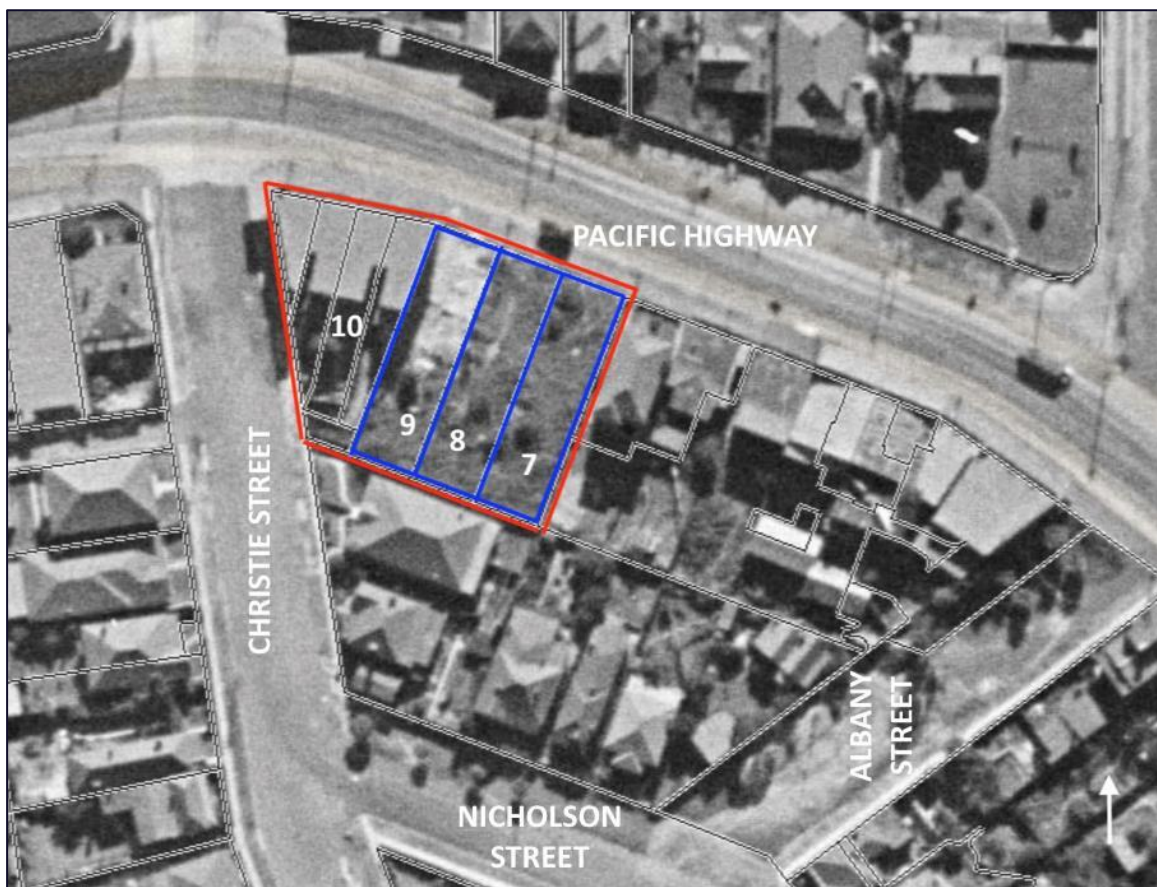 PACIFIC HIGHWAY
10
9
8
7
CHRISTIE STREET
ALBANY
STREET
NICHOLSON
STREET